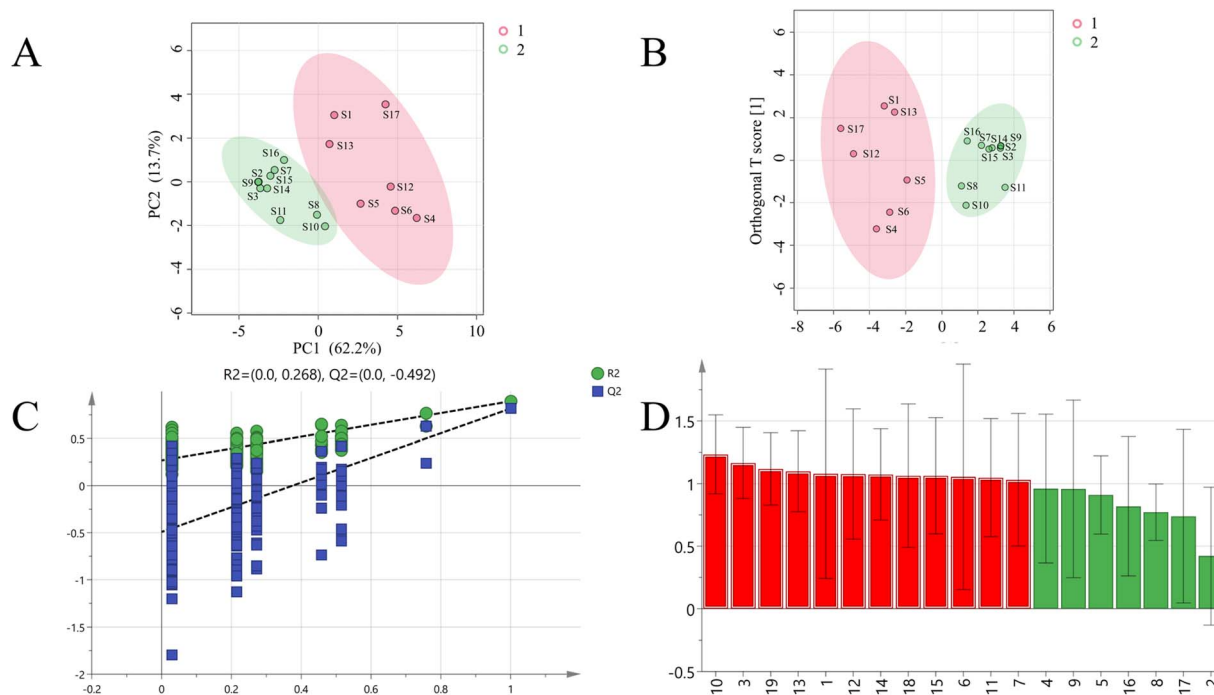 A
1
2
6
4
2
0
-2
-4
-6
PC2 (13.7%)
S1
S17
S13
S16
S7
S2
S15
S9
S14
S3
S12
S5
S6
S4
S8
S11
S10
-5
0
5
10
PC1 (62.2%)
B
1
2
6
4
2
0
-2
-4
-6
Orthogonal T score [1]
S1
S13
S17
S12
S5
S6
S4
S16
S7
S14
S9
S2
S15
S3
S8
S11
S10
-8
-6
-4
-2
0
2
4
6
C
R2=(0.0, 0.268), Q2=(0.0, -0.492)
R2
Q2
0.5
0
-0.5
-1
-1.5
-2
-0.2
0
0.2
0.4
0.6
0.8
1
D
1.5
1
0.5
0
-0.5
10
3
19
13
1
12
14
18
15
6
11
7
4
9
5
16
8
17
2